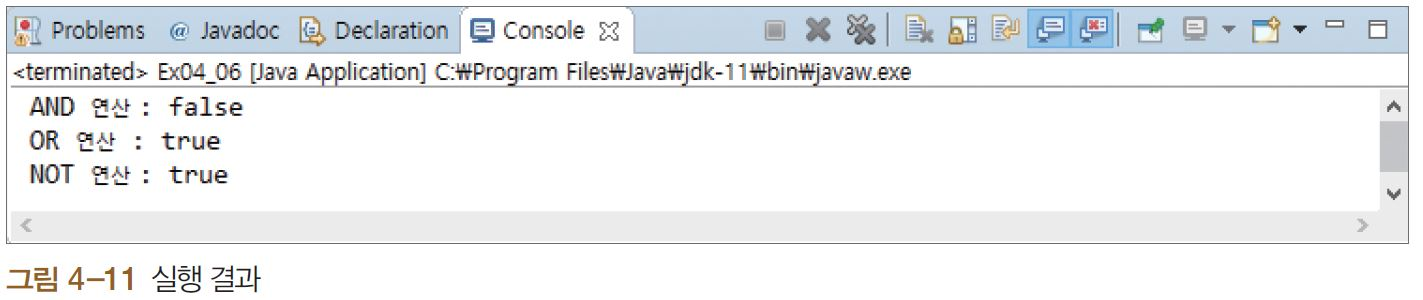 Problems @ Javadoc Declaration Console
<terminated> Ex04_06 [Java Application] C:₩Program Files₩Java₩jdk-11₩bin₩javaw.exe
AND 연산 : false
OR 연산 : true
NOT 연산 : true
그림 4-11 실행 결과